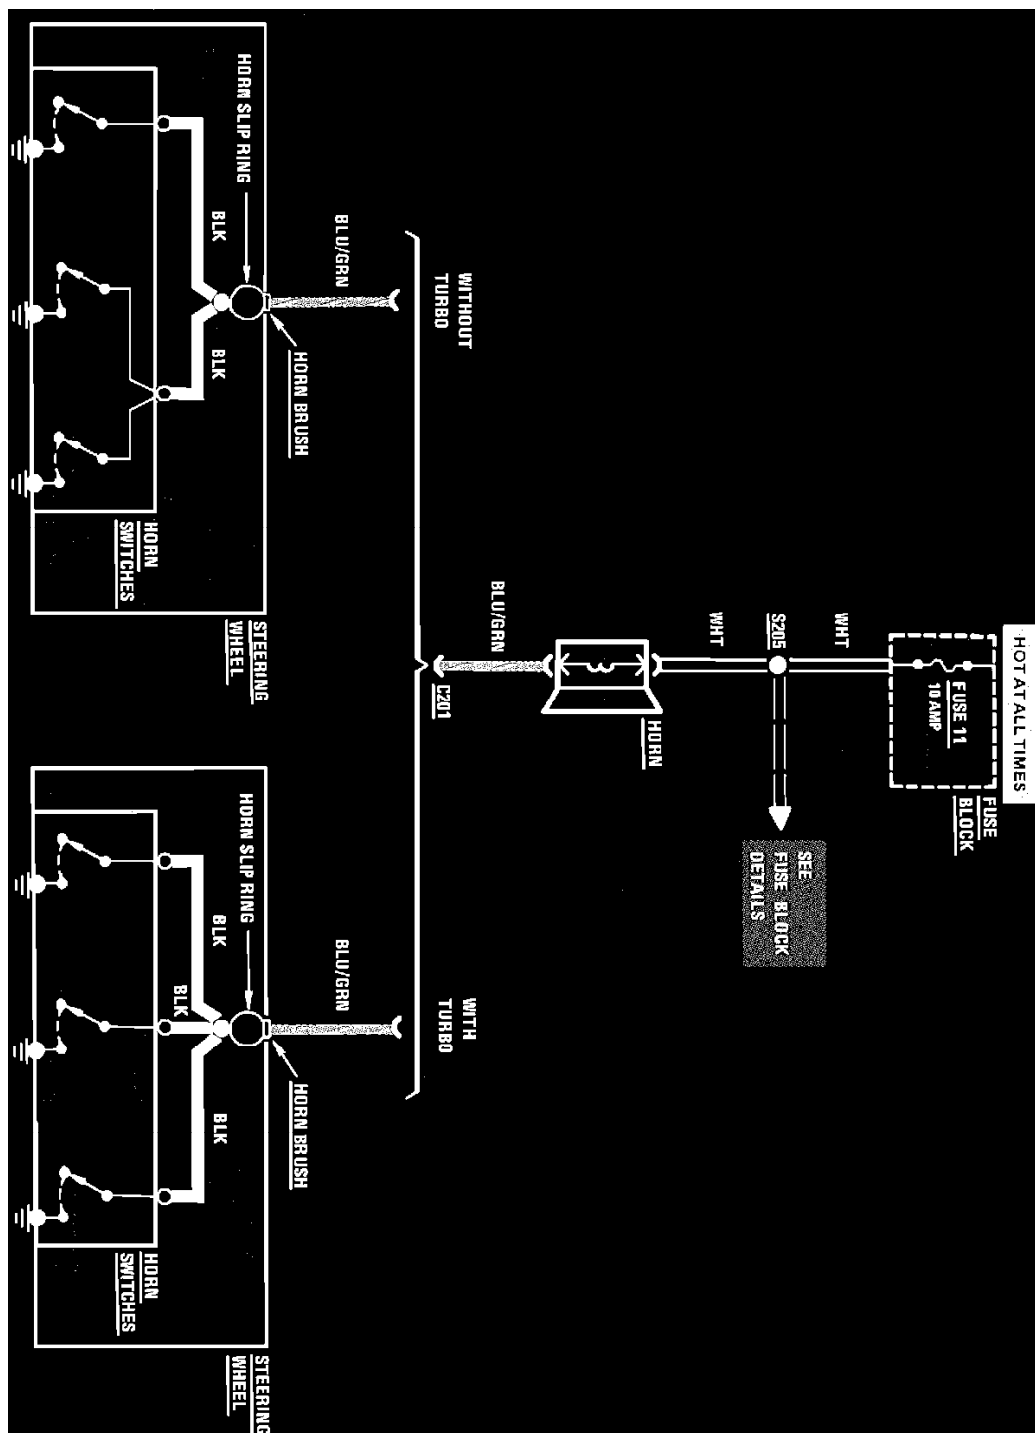 HOT AT ALL TIMES
FUSE
BLOCK
FUSE 11
10 AMP
WHT
S205
SEE
FUSE BLOCK
DETAILS
WHT
HORN
BLU/GRN
C201
WITHOUT
TURBO
WITH
TURBO
BLU/GRN
BLU/GRN
HORN BRUSH
HORN BRUSH
HORN SLIP RING
STEERING
WHEEL
HORN SLIP RING
STEERING
WHEEL
BLK
BLK
BLK
BLK
BLK
HORN
SWITCHES
HORN
SWITCHES